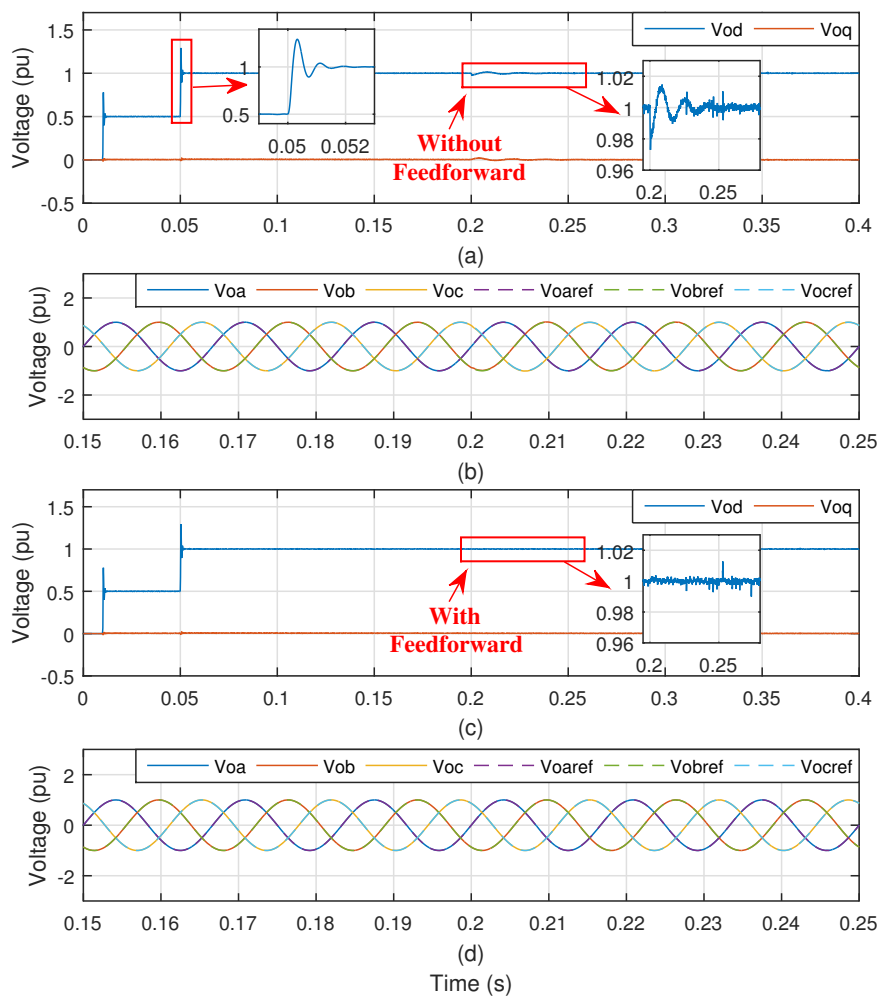 Vod Voq
Voltage (pu)
1.5
1
0.5
0
-0.5
1
0.5
0.05 0.052
1.02
1
0.98
0.96
0.2 0.25
Without
Feedforward
0 0.05 0.1 0.15 0.2 0.25 0.3 0.35 0.4
(a)
Voa Vob Voc Voaref Vobref Vocref
Voltage (pu)
2
0
-2
0.15 0.16 0.17 0.18 0.19 0.2 0.21 0.22 0.23 0.24 0.25
(b)
Vod Voq
Voltage (pu)
1.5
1
0.5
0
-0.5
1.02
1
0.98
0.96
0.2 0.25
With
Feedforward
0 0.05 0.1 0.15 0.2 0.25 0.3 0.35 0.4
(c)
Voa Vob Voc Voaref Vobref Vocref
Voltage (pu)
2
0
-2
0.15 0.16 0.17 0.18 0.19 0.2 0.21 0.22 0.23 0.24 0.25
(d)
Time (s)